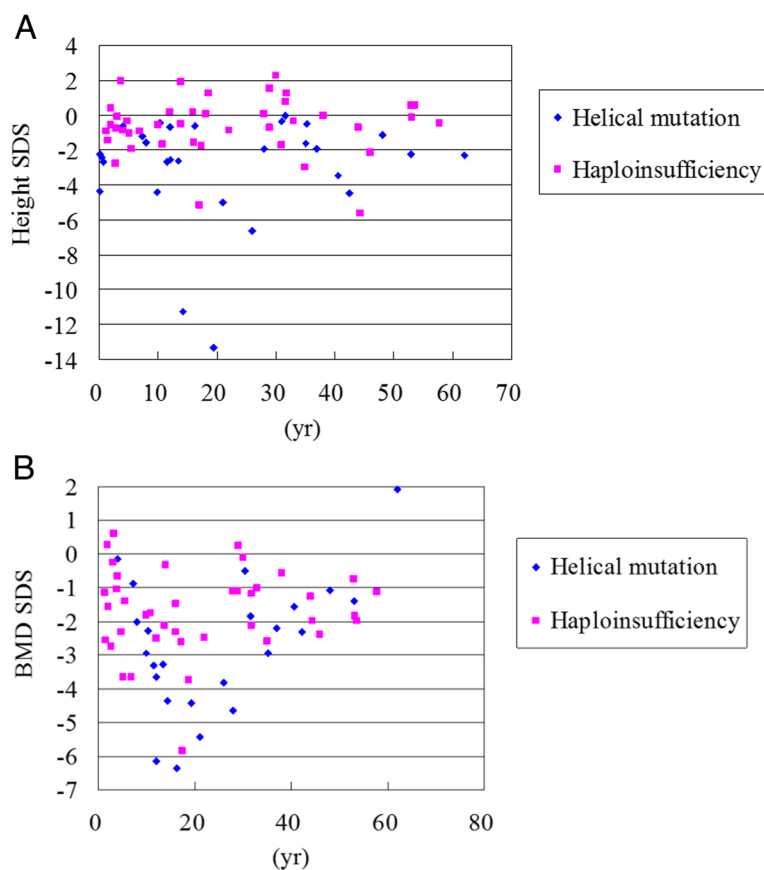 A
4
2
0
-2
-4
-6
-8
-10
-12
-14
Height SDS
0 10 20 30 40 50 60 70
(yr)
Helical mutation
Haploinsufficiency
B
2
1
0
-1
-2
-3
-4
-5
-6
-7
BMD SDS
0 20 40 60 80
(yr)
Helical mutation
Haploinsufficiency